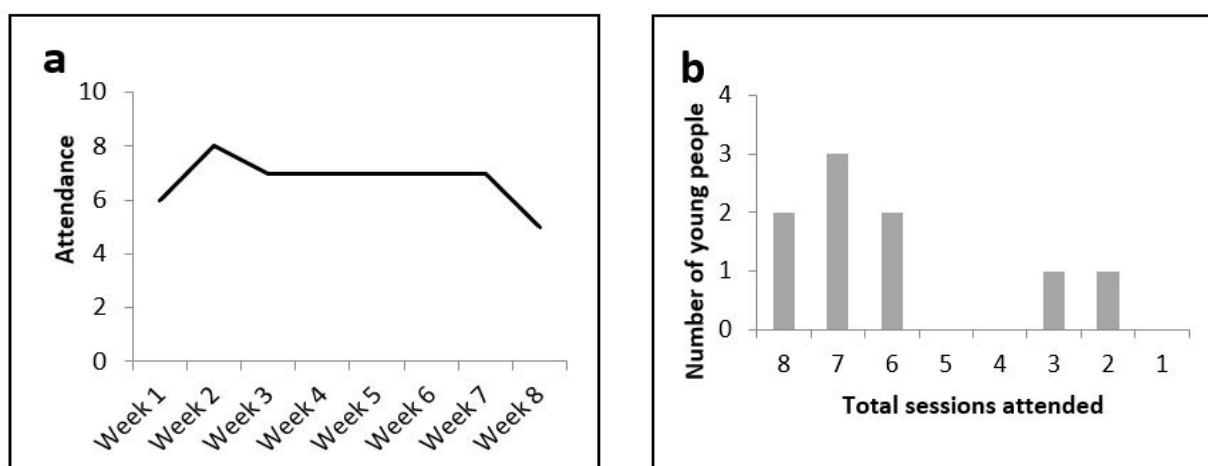 a
Attendance
10
8
6
4
2
0
Week 1
Week 2
Week 3
Week 4
Week 5
Week 6
Week 7
Week 8
b
Number of young people
4
3
2
1
0
8 7 6 5 4 3 2 1
Total sessions attended